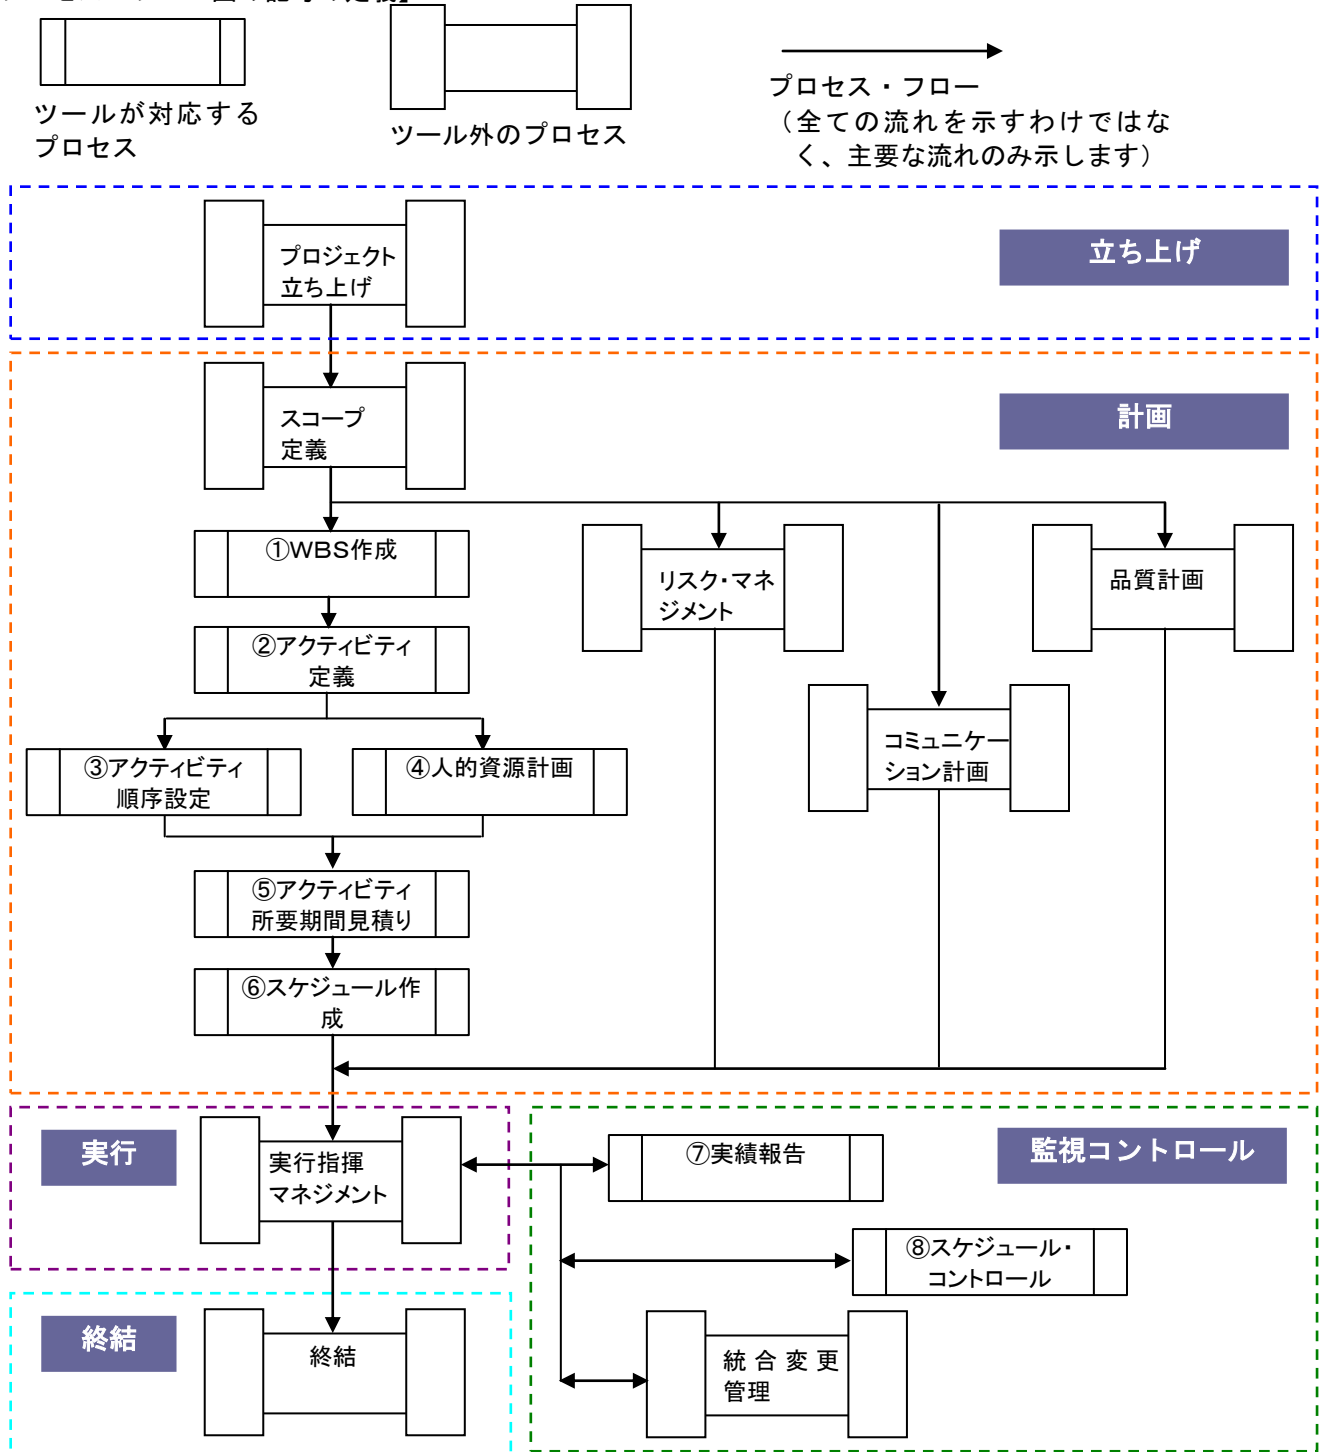 ツールが対応する
プロセス
ツール外のプロセス
プロセス・フロー
（全ての流れを示すわけではな
く、主要な流れのみ示します）
プロジェクト
立ち上げ
立ち上げ
スコープ
定義
計画
①WBS作成
リスク・マネ
ジメント
品質計画
②アクティビティ
定義
コミュニケー
ション計画
③アクティビティ
順序設定
④人的資源計画
⑤アクティビティ
所要期間見積り
⑥スケジュール作
成
実行
実行指揮
マネジメント
⑦実績報告
監視コントロール
⑧スケジュール・
コントロール
終結
終結
統合変更
管理